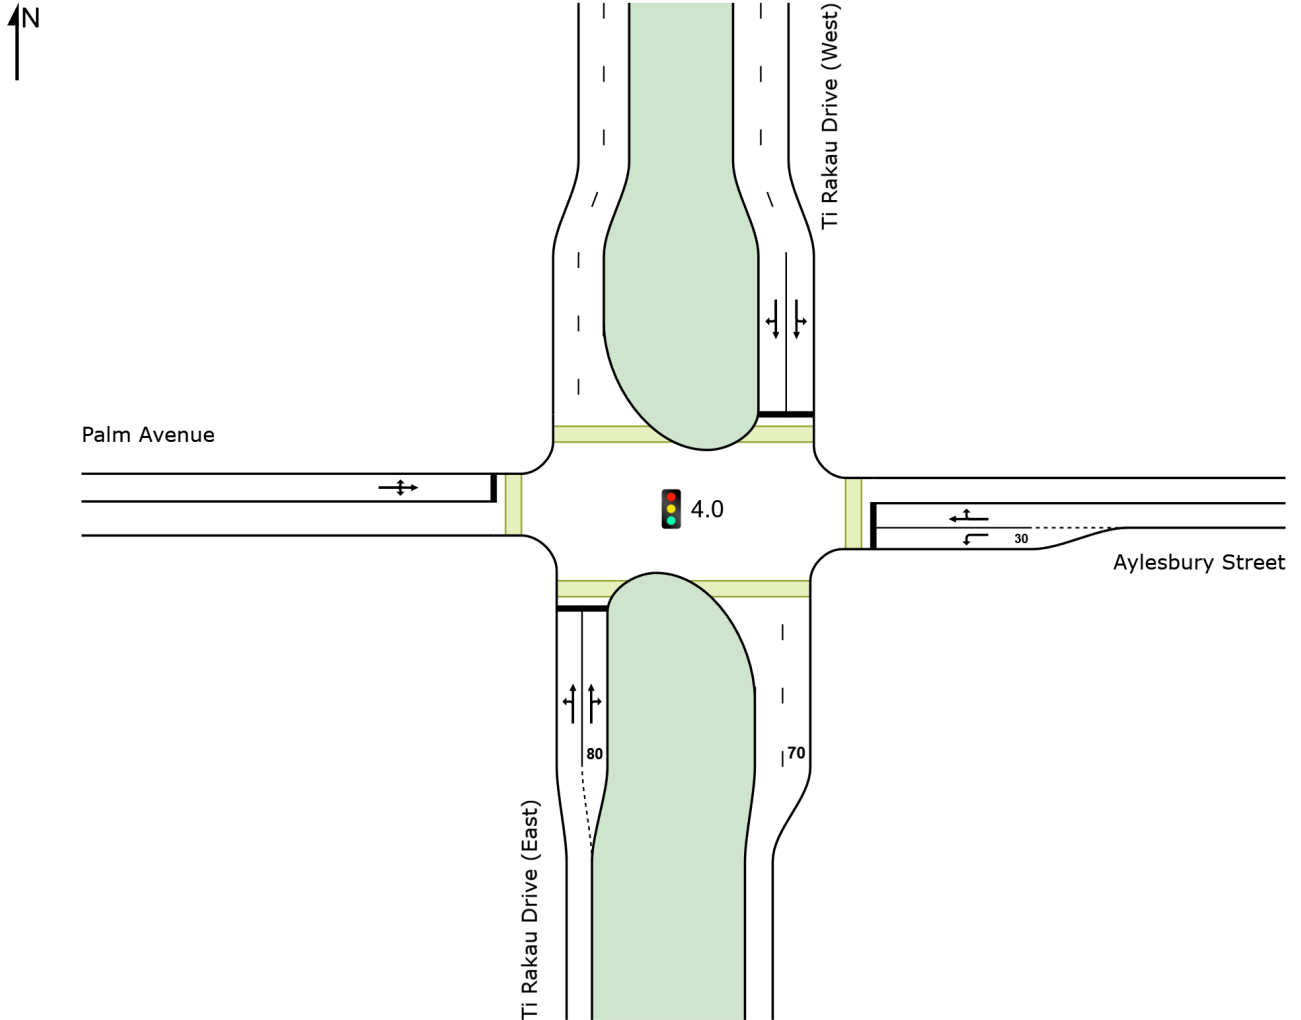 N
Ti Rakau Drive (West)
Palm Avenue
4.0
30
Aylesbury Street
80
70
Ti Rakau Drive (East)